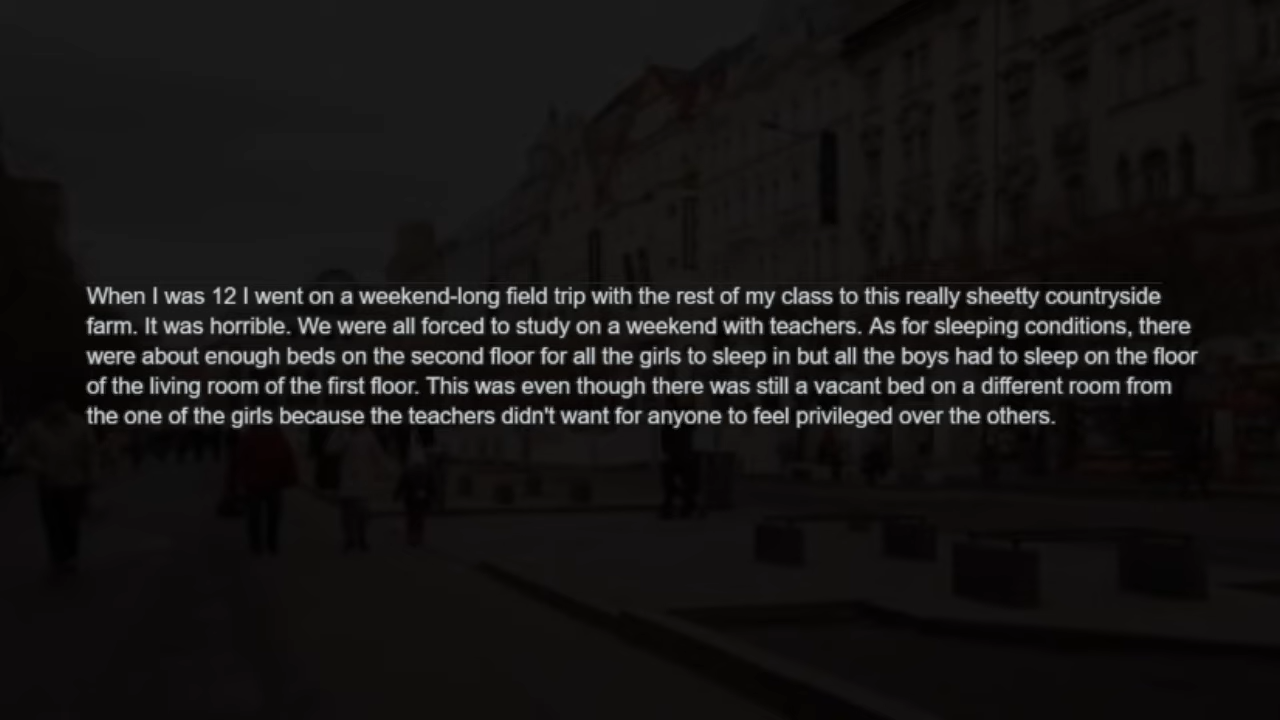 When I was 12 I went on a weekend-long field trip with the rest of my class to this really sheetty countryside
farm. It was horrible. We were all forced to study on a weekend with teachers. As for sleeping conditions, there
were about enough beds on the second floor for all the girls to sleep in but all the boys had to sleep on the floor
of the living room of the first floor. This was even though there was still a vacant bed on a different room from
the one of the girls because the teachers didn't want for anyone to feel privileged over the others.